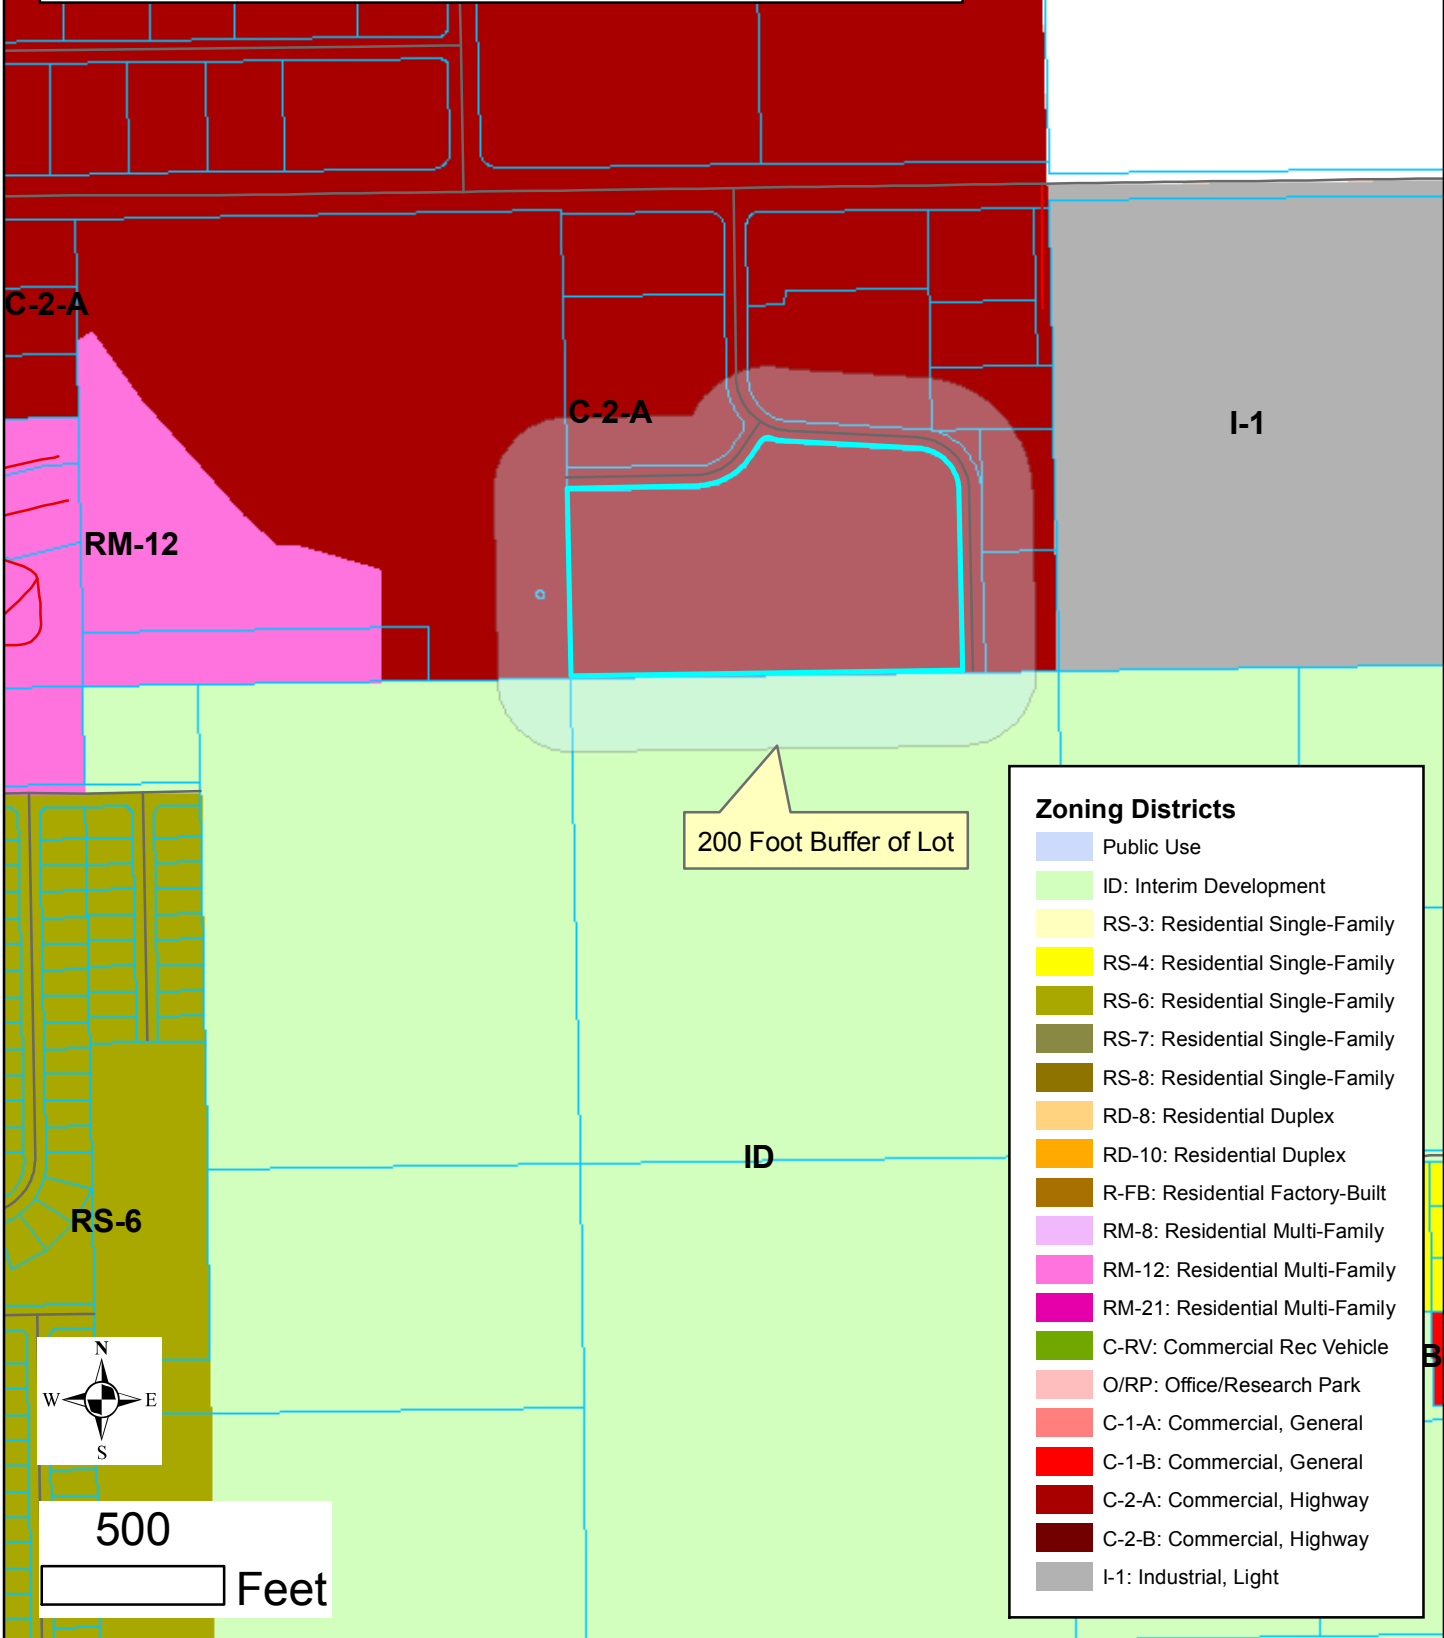 C-2-A
C-2-A
I-1
RM-12
200 Foot Buffer of Lot
ID
RS-6
B
N
W E
S
500
Feet
Zoning Districts
Public Use
ID: Interim Development
RS-3: Residential Single-Family
RS-4: Residential Single-Family
RS-6: Residential Single-Family
RS-7: Residential Single-Family
RS-8: Residential Single-Family
RD-8: Residential Duplex
RD-10: Residential Duplex
R-FB: Residential Factory-Built
RM-8: Residential Multi-Family
RM-12: Residential Multi-Family
RM-21: Residential Multi-Family
C-RV: Commercial Rec Vehicle
O/RP: Office/Research Park
C-1-A: Commercial, General
C-1-B: Commercial, General
C-2-A: Commercial, Highway
C-2-B: Commercial, Highway
I-1: Industrial, Light